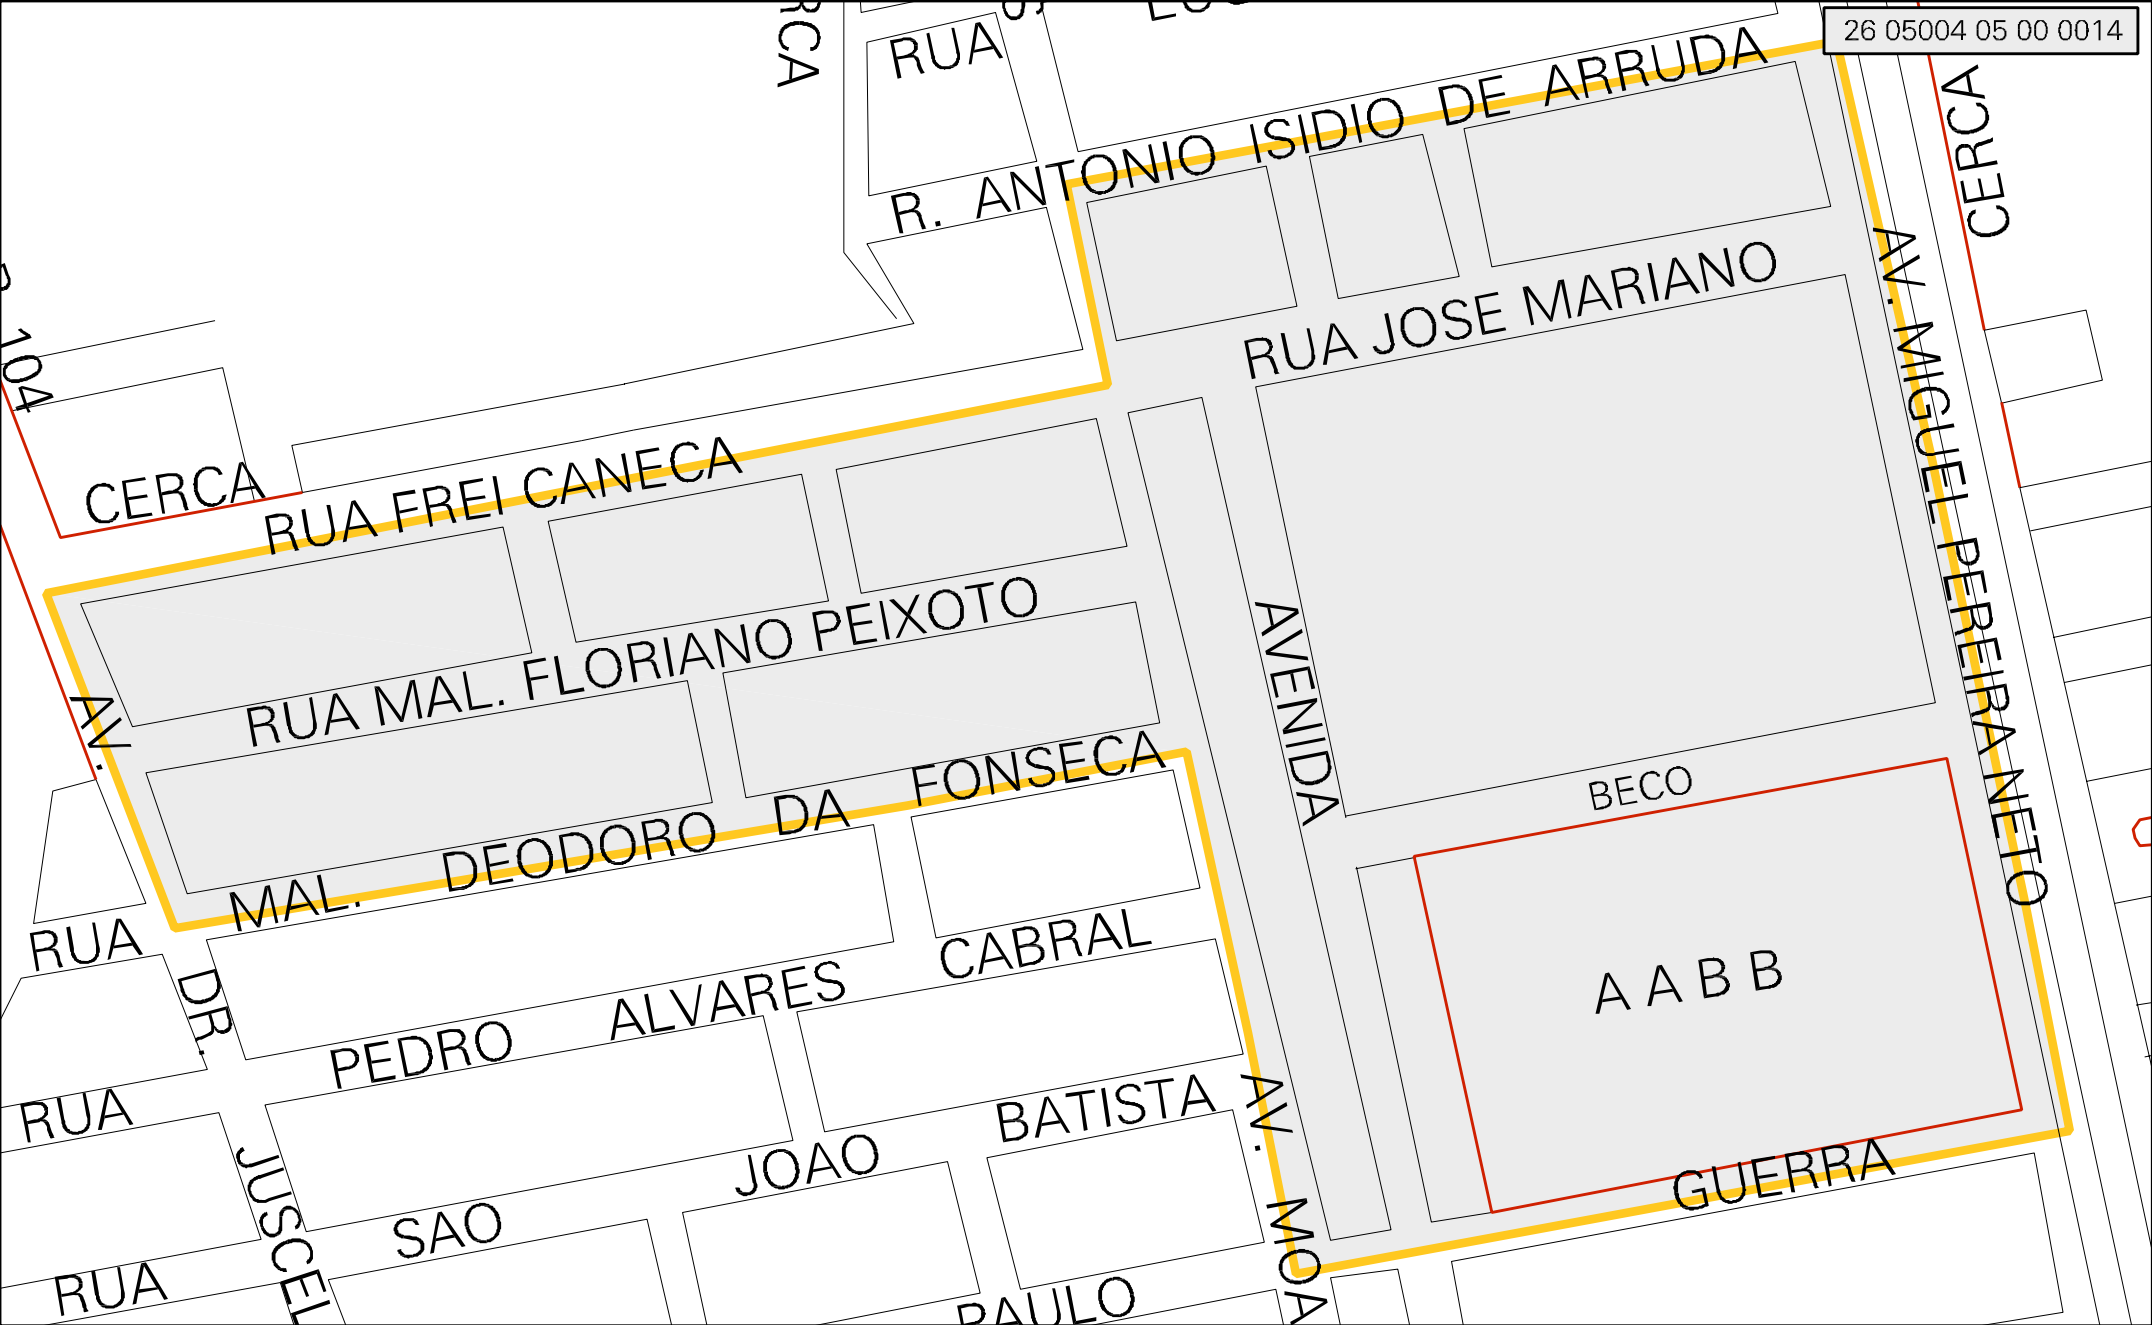 26 05004 05 00 0014
RUA
R. ANTONIO ISIDIO DE ARRUDA
CERCA
RUA JOSE MARIANO
104
CERCA
RUA FREI CANECA
AV. MIGUEL PEREIRA NETO
RUA MAL. FLORIANO PEIXOTO
AVENIDA
BECO
RUA MAL. DEODORO DA FONSECA
AV. DR. JUSCEL
A A B B
RUA PEDRO ALVARES CABRAL
RUA SAO JOAO BATISTA
AV. MOA
PAULO GUERRA